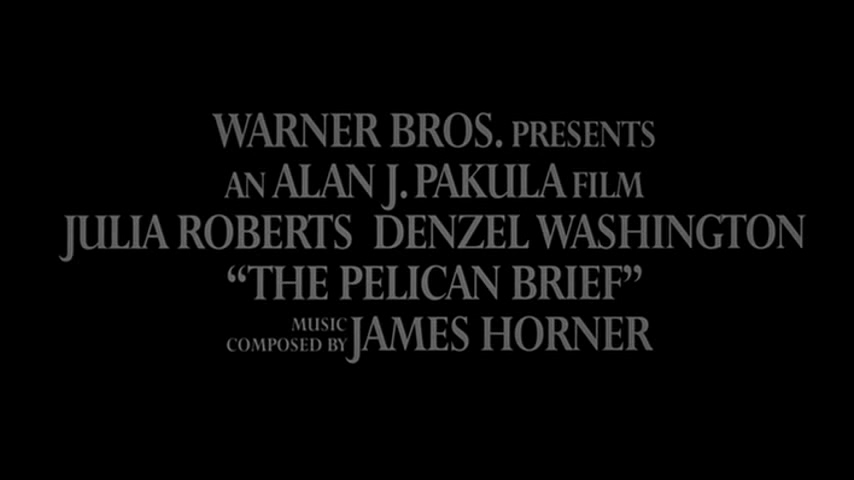 WARNER BROS. PRESENTS
AN ALAN J. PAKULA FILM
JULIA ROBERTS DENZEL WASHINGTON
“THE PELICAN BRIEF”
MUSIC COMPOSED BY JAMES HORNER